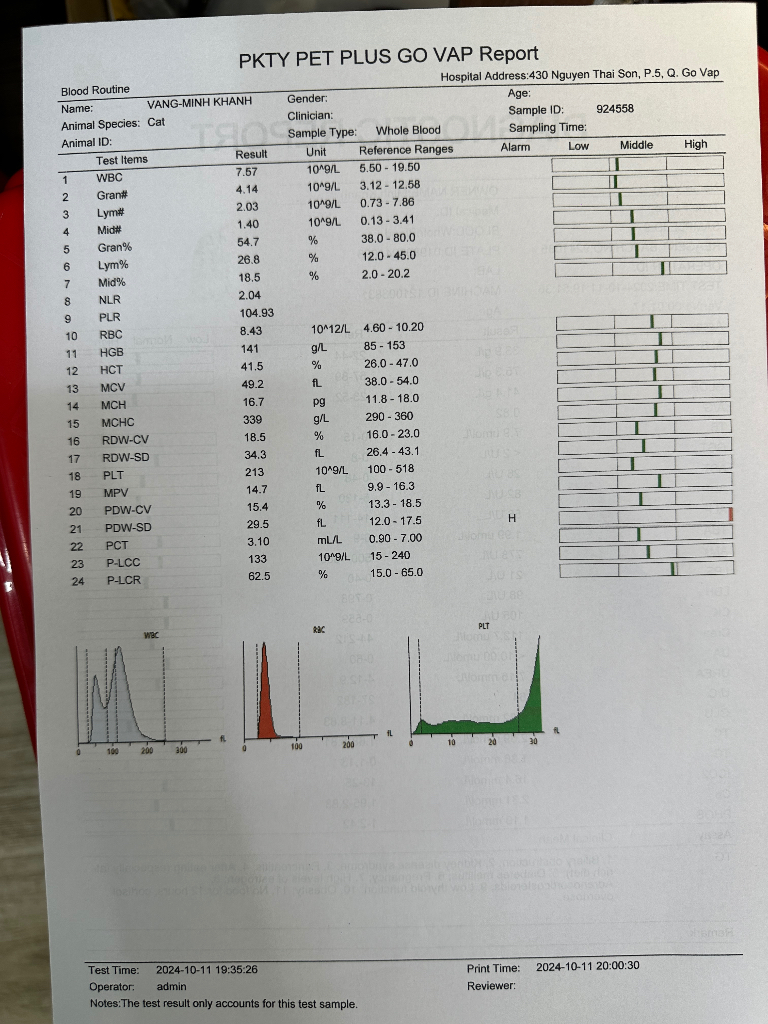 PKTY PET PLUS GO VAP Report
Hospital Address:430 Nguyen Thai Son, P.5, Q. Go Vap
Blood Routine
Name: VANG-MINH KHANH Gender: Age:
Animal Species: Cat Clinician: Sample ID: 924558
Animal ID: Sample Type: Whole Blood Sampling Time:
Test Items Result Unit Reference Ranges Alarm Low Middle High
1 WBC 7.57 10^9/L 5.50 - 19.50
2 Gran# 4.14 10^9/L 3.12 - 12.58
3 Lym# 2.03 10^9/L 0.73 - 7.86
4 Mid# 1.40 10^9/L 0.13 - 3.41
5 Gran% 54.7 % 38.0 - 80.0
6 Lym% 26.8 % 12.0 - 45.0
7 Mid% 18.5 % 2.0 - 20.2
8 NLR 2.04
9 PLR 104.93
10 RBC 8.43 10^12/L 4.60 - 10.20
11 HGB 141 g/L 85 - 153
12 HCT 41.5 % 26.0 - 47.0
13 MCV 49.2 fL 38.0 - 54.0
14 MCH 16.7 pg 11.8 - 18.0
15 MCHC 339 g/L 290 - 360
16 RDW-CV 18.5 % 16.0 - 23.0
17 RDW-SD 34.3 fL 26.4 - 43.1
18 PLT 213 10^9/L 100 - 518
19 MPV 14.7 fL 9.9 - 16.3
20 PDW-CV 15.4 % 13.3 - 18.5
21 PDW-SD 29.5 fL 12.0 - 17.5 H
22 PCT 3.10 mL/L 0.90 - 7.00
23 P-LCC 133 10^9/L 15 - 240
24 P-LCR 62.5 % 15.0 - 65.0
WBC RBC PLT
0 100 200 300 fL 0 100 200 fL 0 10 20 30 fL
Test Time: 2024-10-11 19:35:26 Print Time: 2024-10-11 20:00:30
Operator: admin Reviewer:
Notes:The test result only accounts for this test sample.